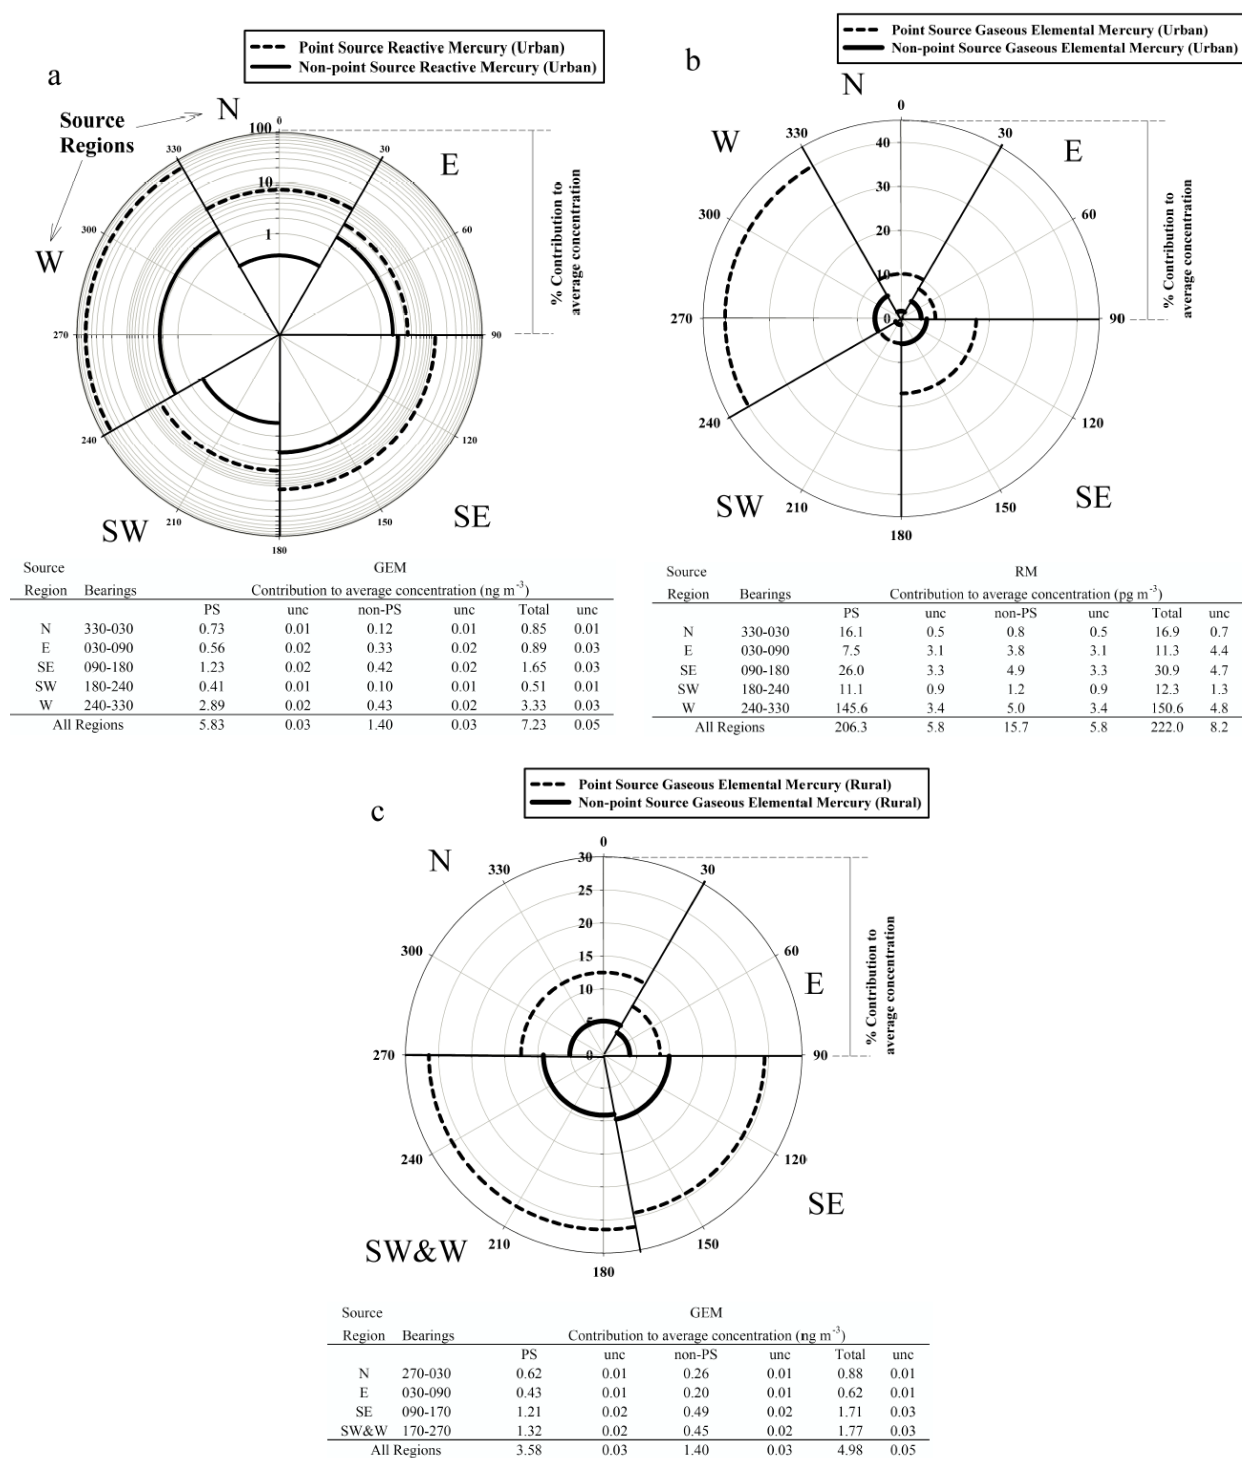 Point Source Reactive Mercury (Urban)
Non-point Source Reactive Mercury (Urban)
a
Source
Regions
N
E
W
SW
SE
0
30
60
90
120
150
180
210
240
270
300
330
100
10
1
% Contribution to
average concentration
Source GEM
Region Bearings Contribution to average concentration (ng m-3)
PS unc non-PS unc Total unc
N 330-030 0.73 0.01 0.12 0.01 0.85 0.01
E 030-090 0.56 0.02 0.33 0.02 0.89 0.03
SE 090-180 1.23 0.02 0.42 0.02 1.65 0.03
SW 180-240 0.41 0.01 0.10 0.01 0.51 0.01
W 240-330 2.89 0.02 0.43 0.02 3.33 0.03
All Regions 5.83 0.03 1.40 0.03 7.23 0.05
Point Source Gaseous Elemental Mercury (Urban)
Non-point Source Gaseous Elemental Mercury (Urban)
b
N
E
W
SW
SE
0
30
60
90
120
150
180
210
240
270
300
330
40
30
20
10
0
% Contribution to
average concentration
Source RM
Region Bearings Contribution to average concentration (pg m-3)
PS unc non-PS unc Total unc
N 330-030 16.1 0.5 0.8 0.5 16.9 0.7
E 030-090 7.5 3.1 3.8 3.1 11.3 4.4
SE 090-180 26.0 3.3 4.9 3.3 30.9 4.7
SW 180-240 11.1 0.9 1.2 0.9 12.3 1.3
W 240-330 145.6 3.4 5.0 3.4 150.6 4.8
All Regions 206.3 5.8 15.7 5.8 222.0 8.2
Point Source Gaseous Elemental Mercury (Rural)
Non-point Source Gaseous Elemental Mercury (Rural)
c
N
E
SE
SW&W
0
30
60
90
120
150
180
210
240
270
300
330
30
25
20
15
10
5
0
% Contribution to
average concentration
Source GEM
Region Bearings Contribution to average concentration (ng m-3)
PS unc non-PS unc Total unc
N 270-030 0.62 0.01 0.26 0.01 0.88 0.01
E 030-090 0.43 0.01 0.20 0.01 0.62 0.01
SE 090-170 1.21 0.02 0.49 0.02 1.71 0.03
SW&W 170-270 1.32 0.02 0.45 0.02 1.77 0.03
All Regions 3.58 0.03 1.40 0.03 4.98 0.05